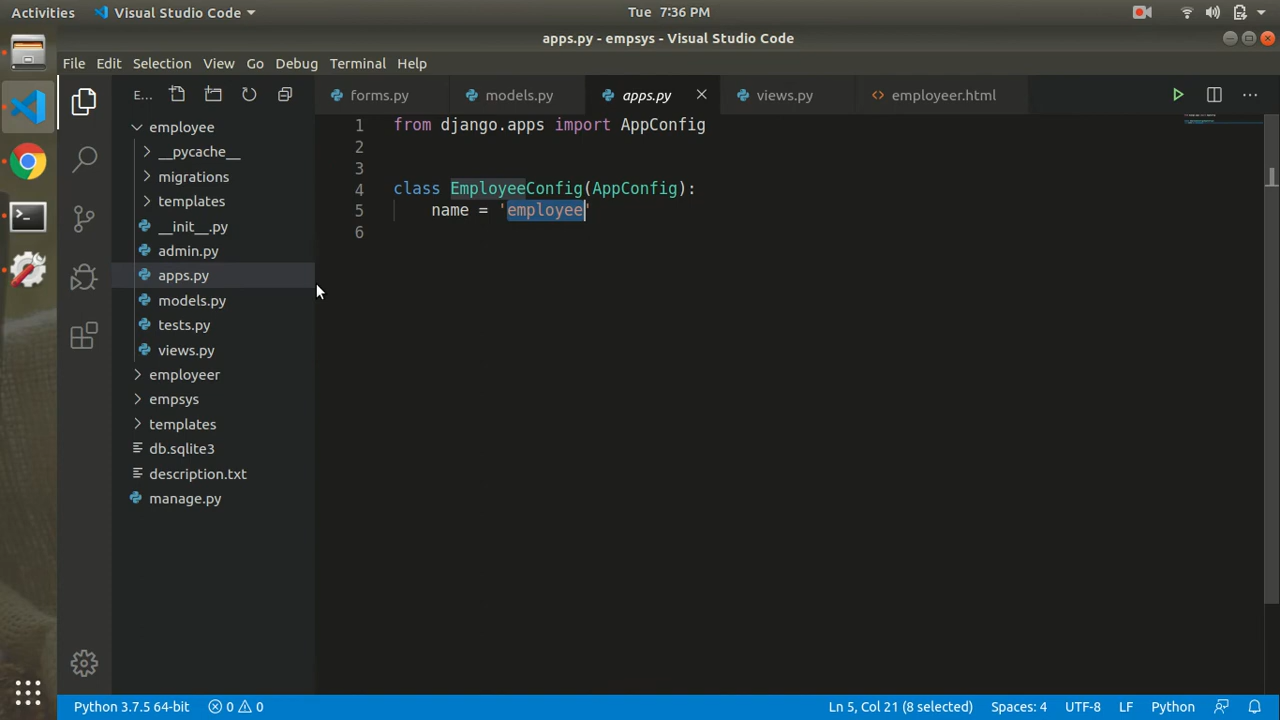 Activities
Visual Studio Code
Tue 7:36 PM
apps.py - empsys - Visual Studio Code
File Edit Selection View Go Debug Terminal Help
E...
forms.py
models.py
apps.py
views.py
employeer.html
employee
__pycache__
migrations
templates
__init__.py
admin.py
apps.py
models.py
tests.py
views.py
employeer
empsys
templates
db.sqlite3
description.txt
manage.py
1 from django.apps import AppConfig
2
3
4 class EmployeeConfig(AppConfig):
5 name = 'employee'
6
Python 3.7.5 64-bit
0 0
Ln 5, Col 21 (8 selected)
Spaces: 4
UTF-8
LF
Python